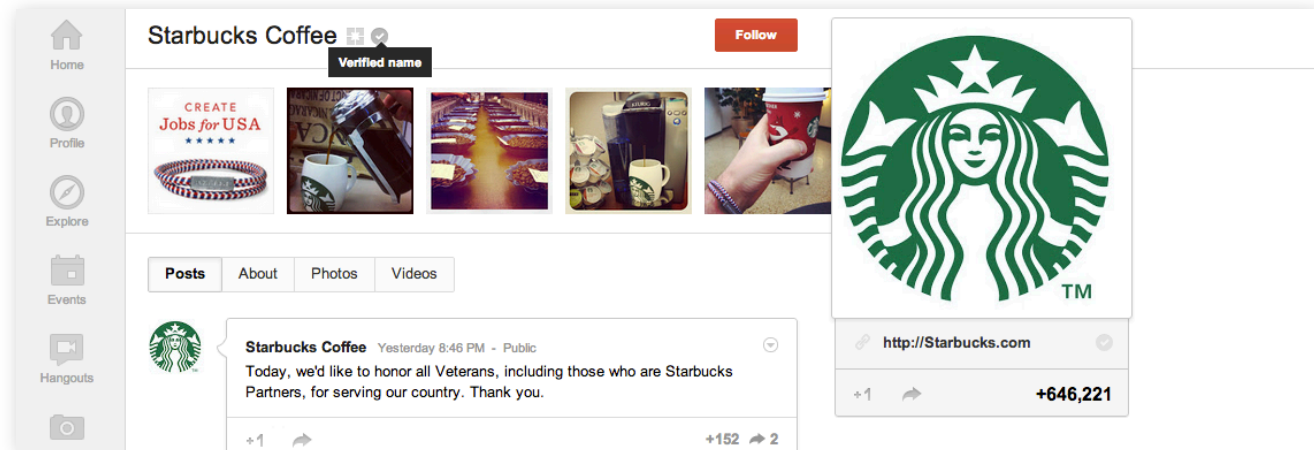 Home
Profile
Explore
Events
Hangouts
Starbucks Coffee
Verified name
Follow
CREATE
Jobs for USA
KEURIG
TM
Posts
About
Photos
Videos
Starbucks Coffee Yesterday 8:46 PM - Public
Today, we'd like to honor all Veterans, including those who are Starbucks
Partners, for serving our country. Thank you.
+1
+152
2
http://Starbucks.com
+1
+646,221